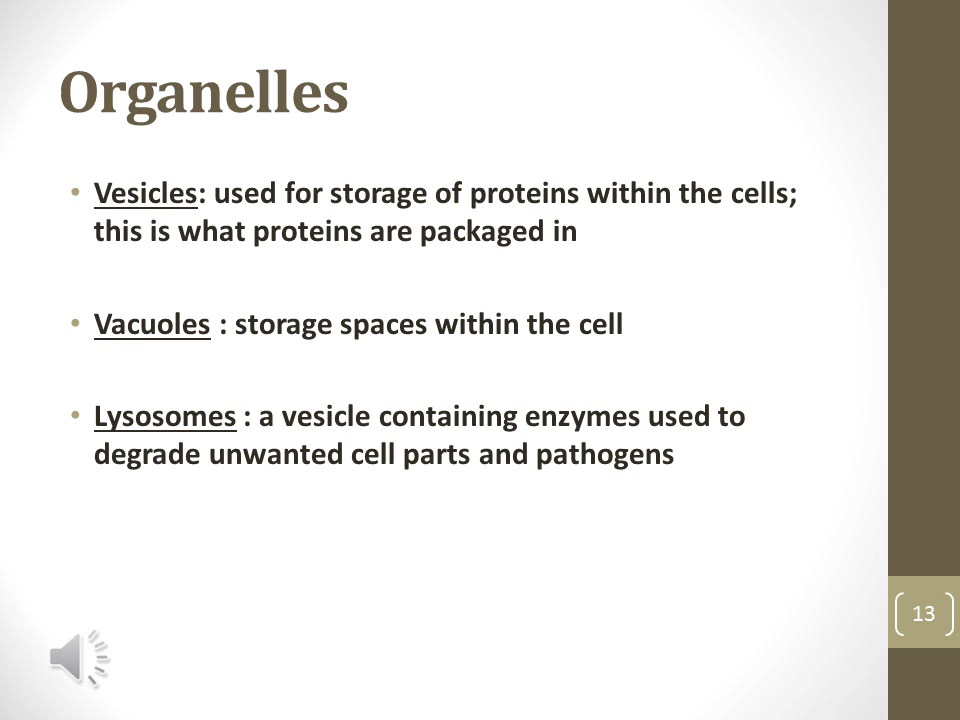 Organelles
• Vesicles: used for storage of proteins within the cells;
this is what proteins are packaged in
• Vacuoles : storage spaces within the cell
• Lysosomes : a vesicle containing enzymes used to
degrade unwanted cell parts and pathogens
13